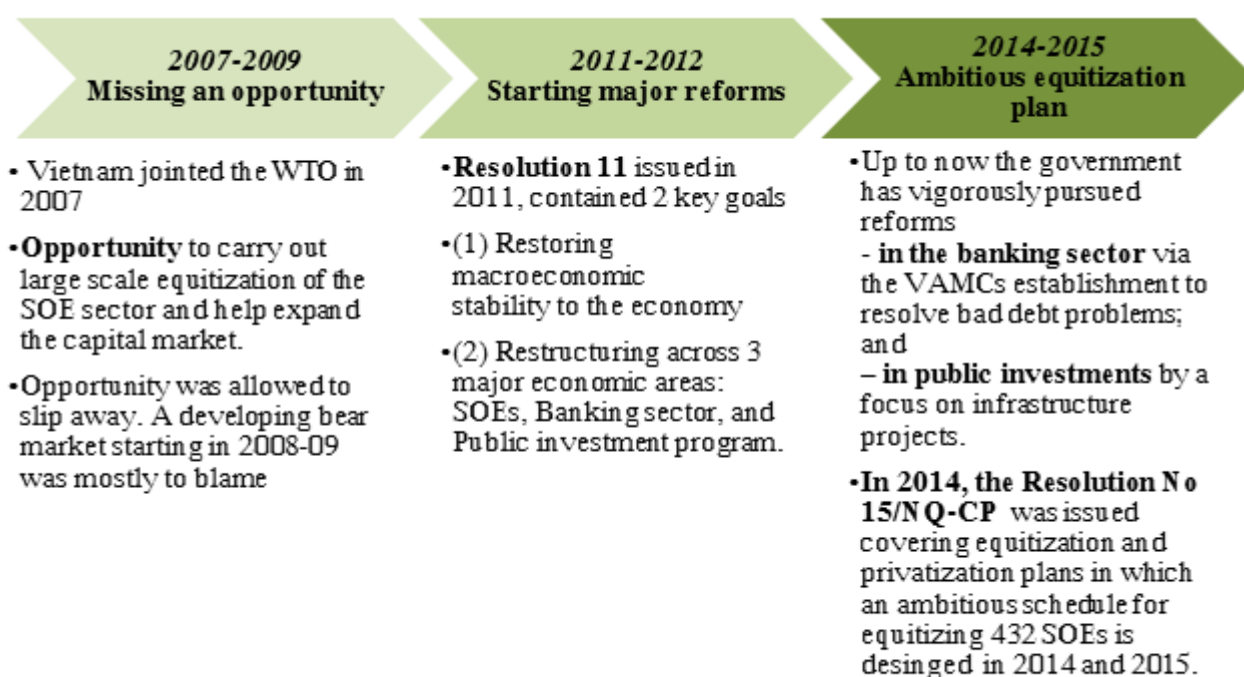 2007-2009
Missing an opportunity
• Vietnam jointed the WTO in
2007
•Opportunity to carry out
large scale equitization of the
SOE sector and help expand
the capital market.
•Opportunity was allowed to
slip away. A developing bear
market starting in 2008-09
was mostly to blame
2011-2012
Starting major reforms
•Resolution 11 issued in
2011, contained 2 key goals
•(1) Restoring
macroeconomic
stability to the economy
•(2) Restructuring across 3
major economic areas:
SOEs, Banking sector, and
Public investment program.
2014-2015
Ambitious equitization
plan
•Up to now the government
has vigorously pursued
reforms
- in the banking sector via
the VAMCs establishment to
resolve bad debt problems;
and
– in public investments by a
focus on infrastructure
projects.
•In 2014, the Resolution No
15/NQ-CP was issued
covering equitization and
privatization plans in which
an ambitious schedule for
equitizing 432 SOEs is
desinged in 2014 and 2015.